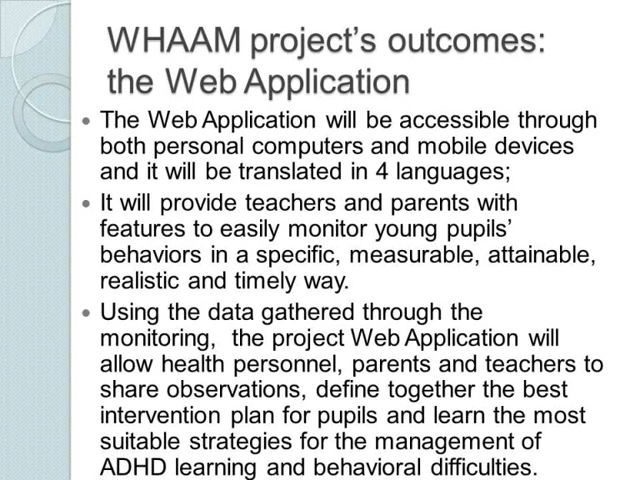 WHAAM project's outcomes:
the Web Application
• The Web Application will be accessible through
both personal computers and mobile devices
and it will be translated in 4 languages;
• It will provide teachers and parents with
features to easily monitor young pupils'
behaviors in a specific, measurable, attainable,
realistic and timely way.
• Using the data gathered through the
monitoring,  the project Web Application will
allow health personnel, parents and teachers to
share observations, define together the best
intervention plan for pupils and learn the most
suitable strategies for the management of
ADHD learning and behavioral difficulties.